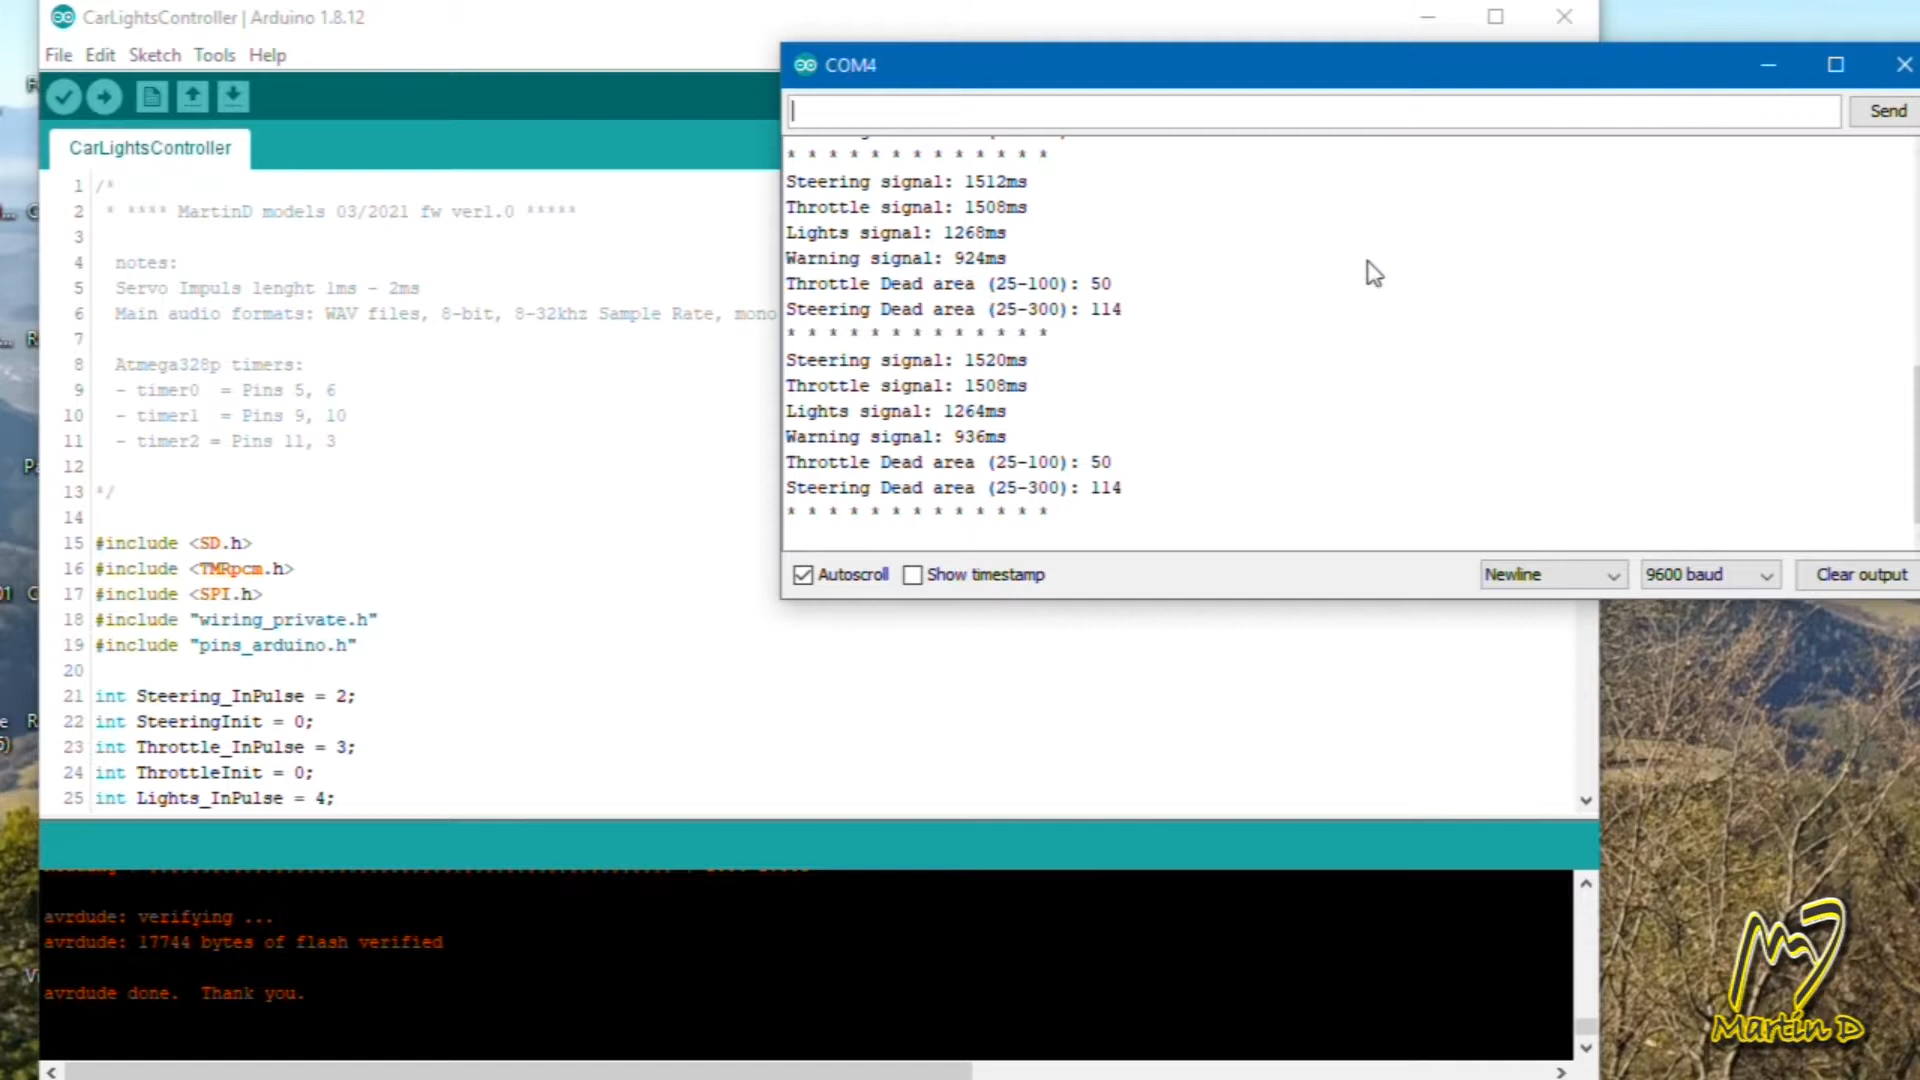 CarLightsController | Arduino 1.8.12
File Edit Sketch Tools Help
CarLightsController
1 /*
2 * **** MartinD models 03/2021 fw ver1.0 *****
3
4 notes:
5 Servo Impuls lenght 1ms - 2ms
6 Main audio formats: WAV files, 8-bit, 8-32khz Sample Rate, mono
7
8 Atmega328p timers:
9 - timer0 = Pins 5, 6
10 - timer1 = Pins 9, 10
11 - timer2 = Pins 11, 3
12
13 */
14
15 #include <SD.h>
16 #include <TMRpcm.h>
17 #include <SPI.h>
18 #include "wiring_private.h"
19 #include "pins_arduino.h"
20
21 int Steering_InPulse = 2;
22 int SteeringInit = 0;
23 int Throttle_InPulse = 3;
24 int ThrottleInit = 0;
25 int Lights_InPulse = 4;
avrdude: verifying ...
avrdude: 17744 bytes of flash verified
avrdude done. Thank you.
COM4
Send
* * * * * * * * * * * * *
Steering signal: 1512ms
Throttle signal: 1508ms
Lights signal: 1268ms
Warning signal: 924ms
Throttle Dead area (25-100): 50
Steering Dead area (25-300): 114
* * * * * * * * * * * * *
Steering signal: 1520ms
Throttle signal: 1508ms
Lights signal: 1264ms
Warning signal: 936ms
Throttle Dead area (25-100): 50
Steering Dead area (25-300): 114
* * * * * * * * * * * * *
Autoscroll Show timestamp Newline 9600 baud Clear output
Martin D